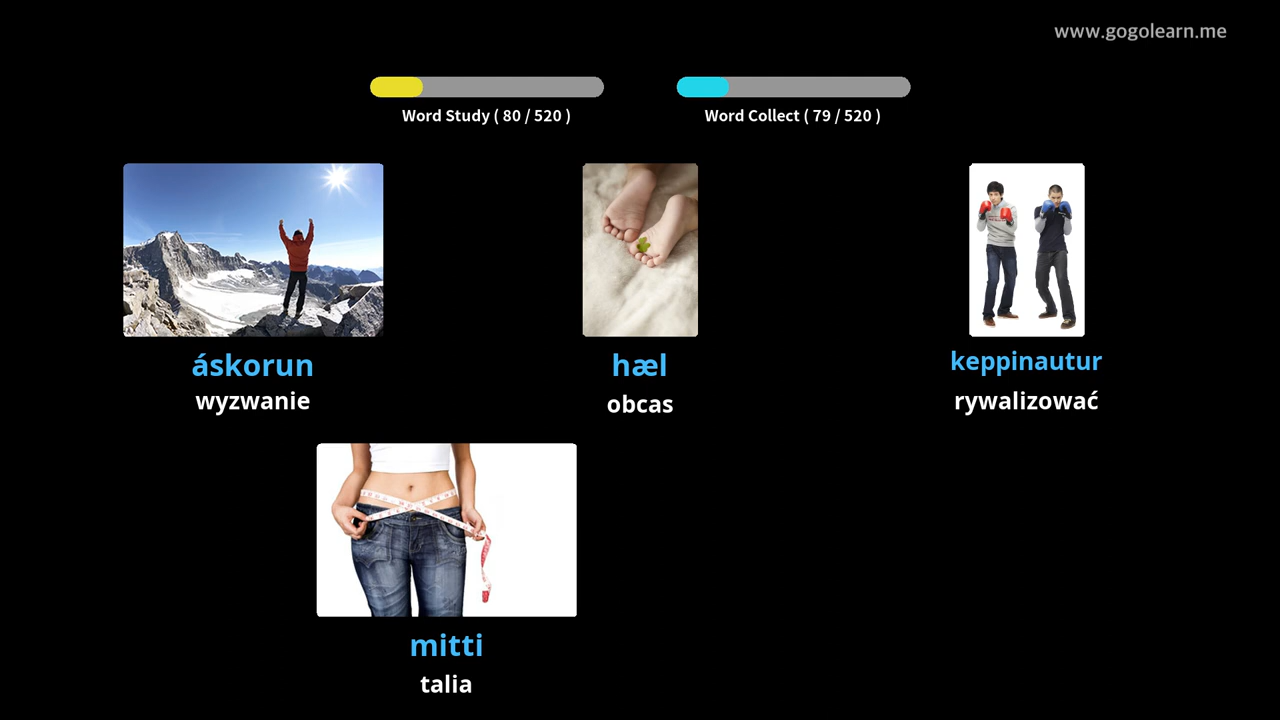 www.gogolearn.me
Word Study ( 80 / 520 )
Word Collect ( 79 / 520 )
áskorun
wyzwanie
hæl
obcas
keppinautur
rywalizować
mitti
talia